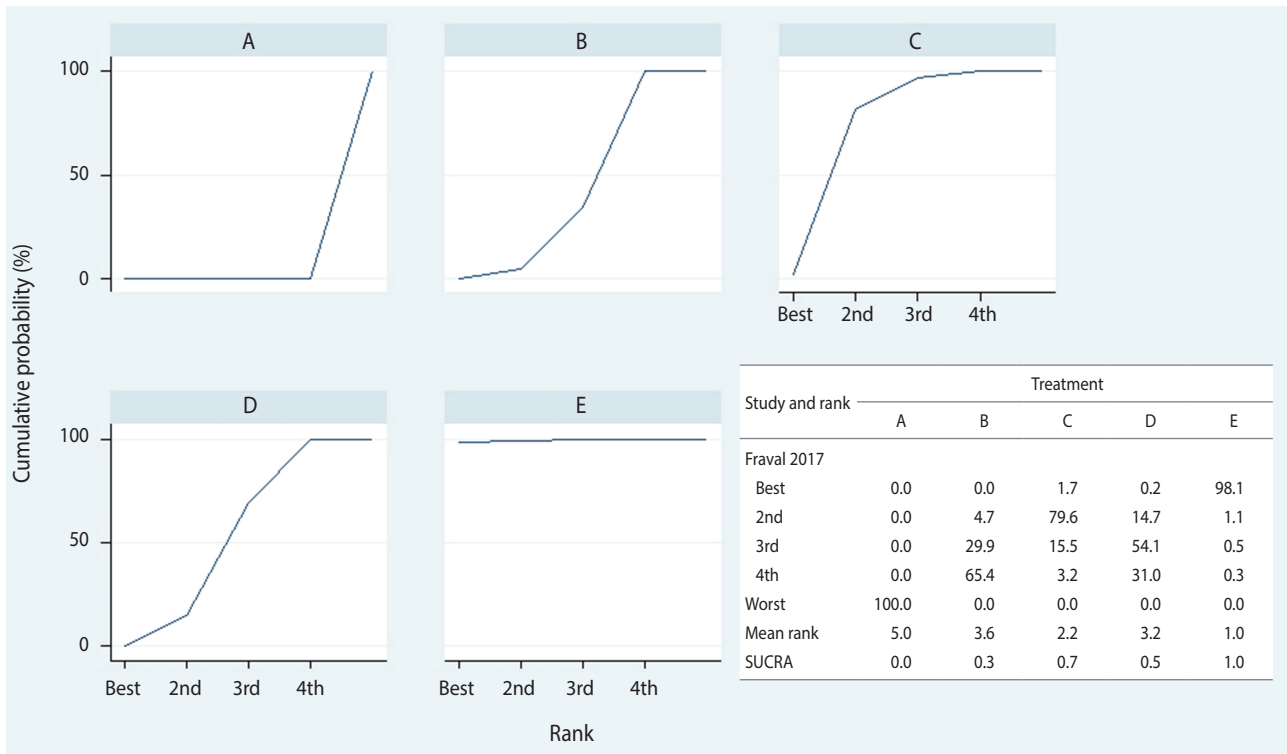 A
B
C
100
50
0
Best 2nd 3rd 4th
Cumulative probability (%)
D
E
100
50
0
Best 2nd 3rd 4th
Best 2nd 3rd 4th
Rank
Study and rank Treatment
A B C D E
Fraval 2017
Best 0.0 0.0 1.7 0.2 98.1
2nd 0.0 4.7 79.6 14.7 1.1
3rd 0.0 29.9 15.5 54.1 0.5
4th 0.0 65.4 3.2 31.0 0.3
Worst 100.0 0.0 0.0 0.0 0.0
Mean rank 5.0 3.6 2.2 3.2 1.0
SUCRA 0.0 0.3 0.7 0.5 1.0